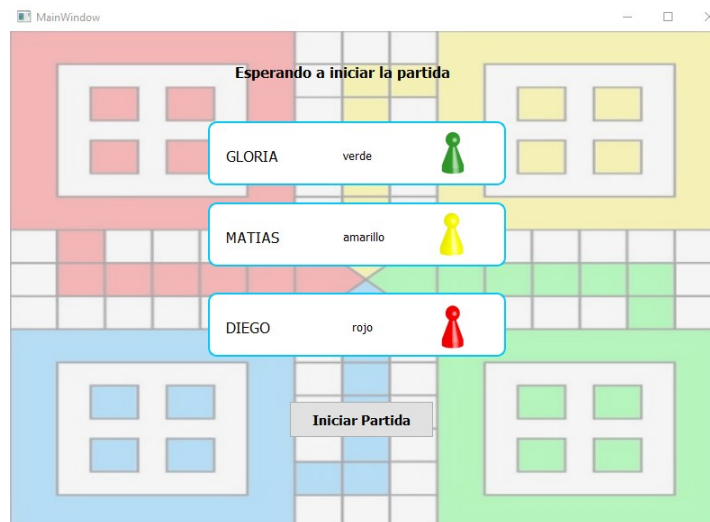 MainWindow
Esperando a iniciar la partida
GLORIA verde
MATIAS amarillo
DIEGO rojo
Iniciar Partida